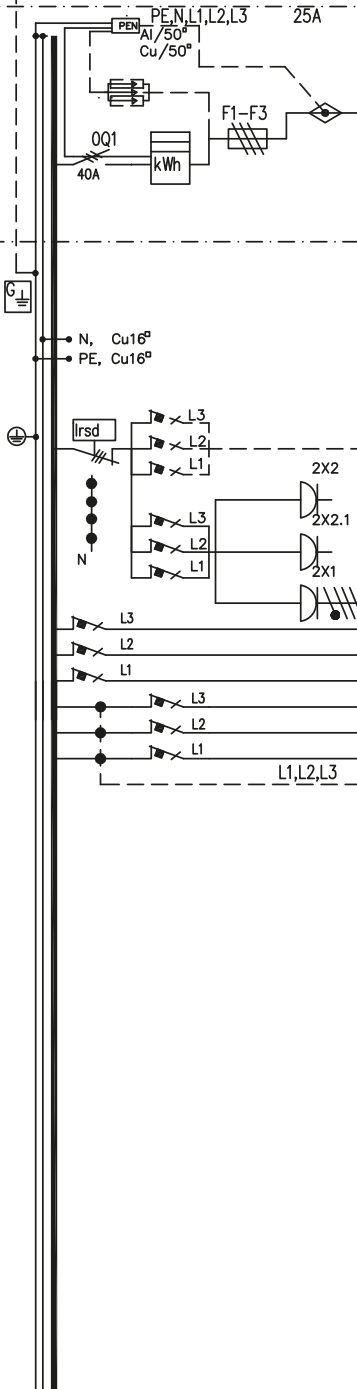 PE,N,L1,L2,L3 25A
PEN
Al/50▫
Cu/50▫
F1-F3
0Q1
kWh
40A
G
N, Cu16▫
PE, Cu16▫
Irsd
L3
L2
L1
2X2
L3
2X2.1
L2
L1
2X1
N
L3
L2
L1
L3
L2
L1
L1,L2,L3